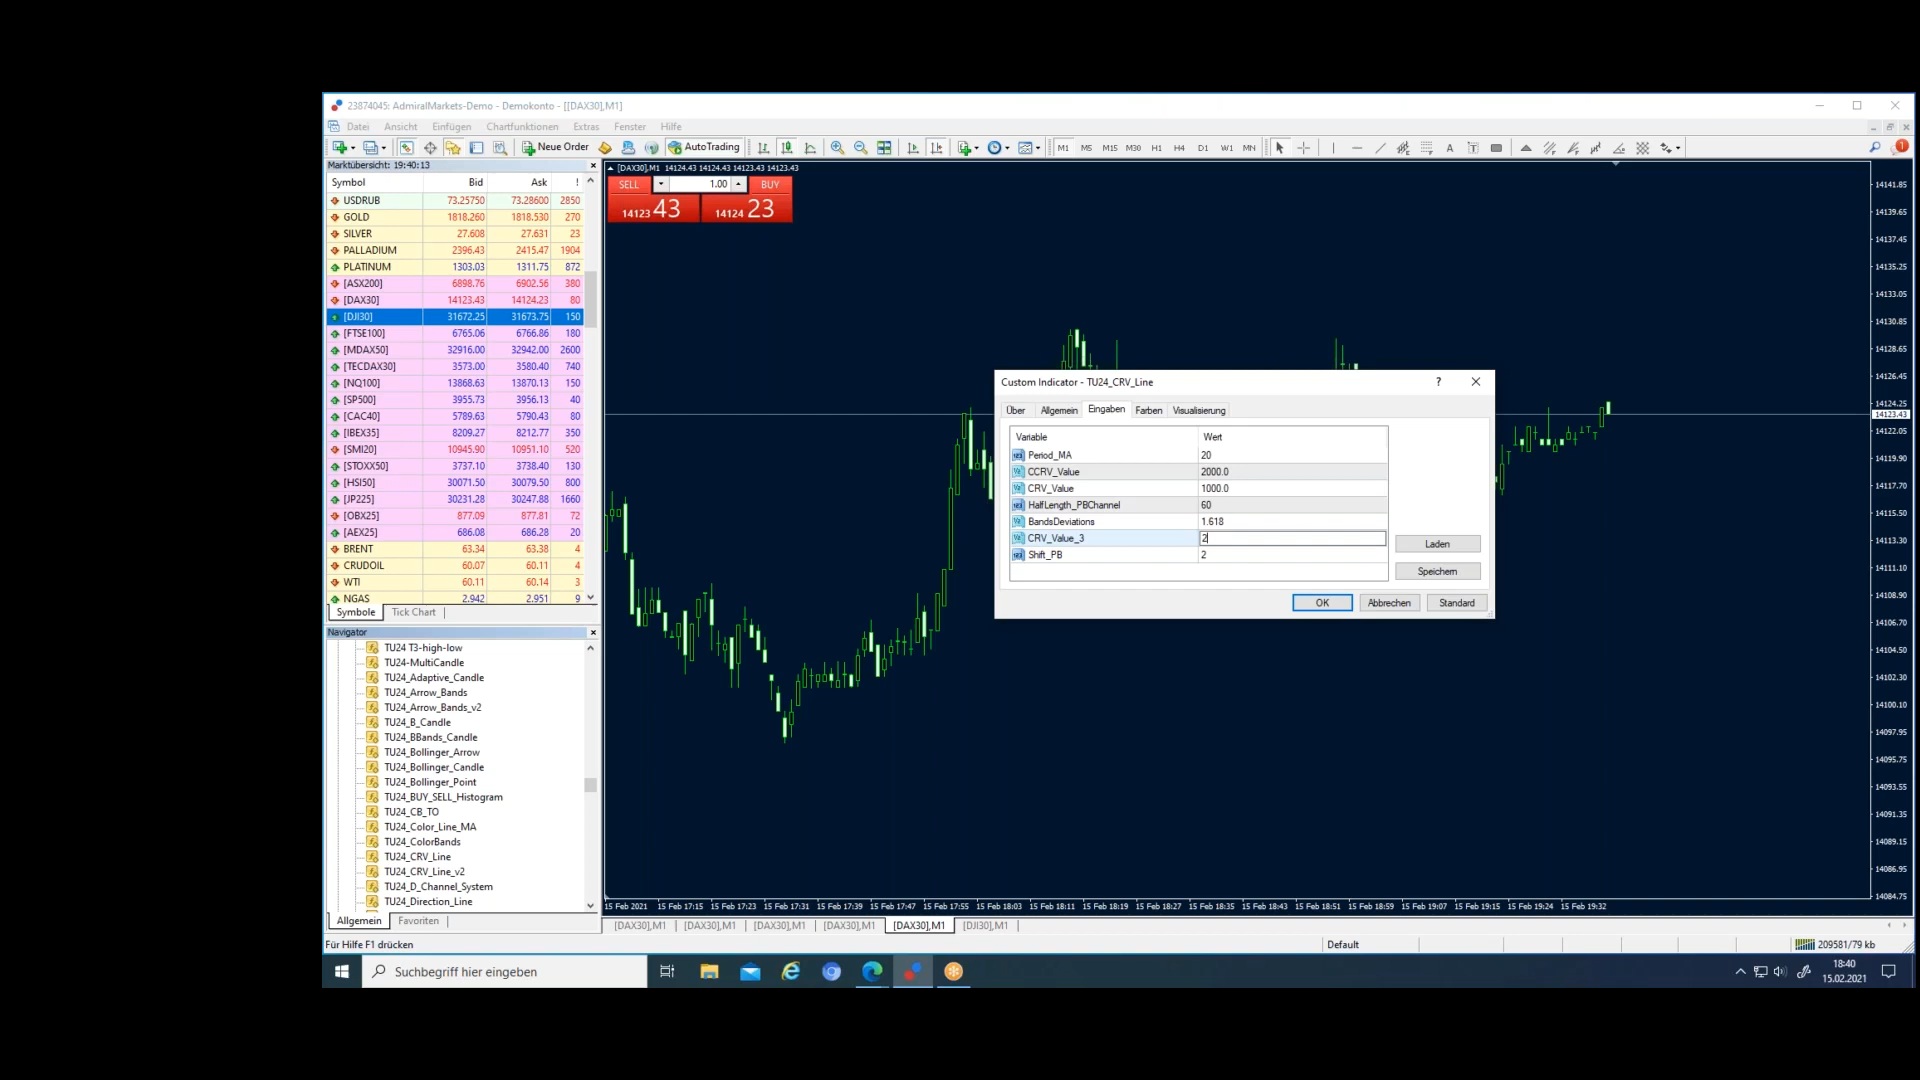 23874045: AdmiralMarkets-Demo - Demokonto - [[DAX30],M1]
Datei Ansicht Einfügen Chartfunktionen Extras Fenster Hilfe
Neue Order AutoTrading M1 M5 M15 M30 H1 H4 D1 W1 MN
Marktübersicht: 19:40:13
Symbol Bid Ask !
USDRUB 73.25750 73.28600 2850
GOLD 1818.260 1818.530 270
SILVER 27.608 27.631 23
PALLADIUM 2396.43 2415.47 1904
PLATINUM 1303.03 1311.75 872
[ASX200] 6898.76 6902.56 380
[DAX30] 14123.43 14124.23 80
[DJI30] 31672.25 31673.75 150
[FTSE100] 6765.06 6766.86 180
[MDAX50] 32916.00 32942.00 2600
[TECDAX30] 3573.00 3580.40 740
[NQ100] 13868.63 13870.13 150
[SP500] 3955.73 3956.13 40
[CAC40] 5789.63 5790.43 80
[IBEX35] 8209.27 8212.77 350
[SMI20] 10945.90 10951.10 520
[STOXX50] 3737.10 3738.40 130
[HSI50] 30071.50 30079.50 800
[JP225] 30231.28 30247.88 1660
[OBX25] 877.09 877.81 72
[AEX25] 686.08 686.28 20
BRENT 63.34 63.38 4
CRUDOIL 60.07 60.11 4
WTI 60.11 60.14 3
NGAS 2.942 2.951 9
Symbole Tick Chart
Navigator
TU24 T3-high-low
TU24-MultiCandle
TU24_Adaptive_Candle
TU24_Arrow_Bands
TU24_Arrow_Bands_v2
TU24_B_Candle
TU24_BBands_Candle
TU24_Bollinger_Arrow
TU24_Bollinger_Candle
TU24_Bollinger_Point
TU24_BUY_SELL_Histogram
TU24_CB_TO
TU24_Color_Line_MA
TU24_ColorBands
TU24_CRV_Line
TU24_CRV_Line_v2
TU24_D_Channel_System
TU24_Direction_Line
Allgemein Favoriten
[DAX30],M1 14124.43 14124.43 14123.43 14123.43
SELL 1.00 BUY
14123 43 14124 23
Custom Indicator - TU24_CRV_Line
Über Allgemein Eingaben Farben Visualisierung
Variable Wert
Period_MA 20
CCRV_Value 2000.0
CRV_Value 1000.0
HalfLength_PBChannel 60
BandsDeviations 1.618
CRV_Value_3 2
Shift_PB 2
Laden
Speichern
OK Abbrechen Standard
14141.85
14139.65
14137.45
14135.25
14133.05
14130.85
14128.65
14126.45
14124.25
14123.43
14122.05
14119.90
14117.70
14115.50
14113.30
14111.10
14108.90
14106.70
14104.50
14102.30
14100.10
14097.95
14095.75
14093.55
14091.35
14089.15
14086.95
14084.75
15 Feb 2021 15 Feb 17:15 15 Feb 17:23 15 Feb 17:31 15 Feb 17:39 15 Feb 17:47 15 Feb 17:55 15 Feb 18:03 15 Feb 18:11 15 Feb 18:19 15 Feb 18:27 15 Feb 18:35 15 Feb 18:43 15 Feb 18:51 15 Feb 18:59 15 Feb 19:07 15 Feb 19:15 15 Feb 19:24 15 Feb 19:32
[DAX30],M1 [DAX30],M1 [DAX30],M1 [DAX30],M1 [DAX30],M1 [DJI30],M1
Für Hilfe F1 drücken Default 209581/79 kb
Suchbegriff hier eingeben
18:40
15.02.2021